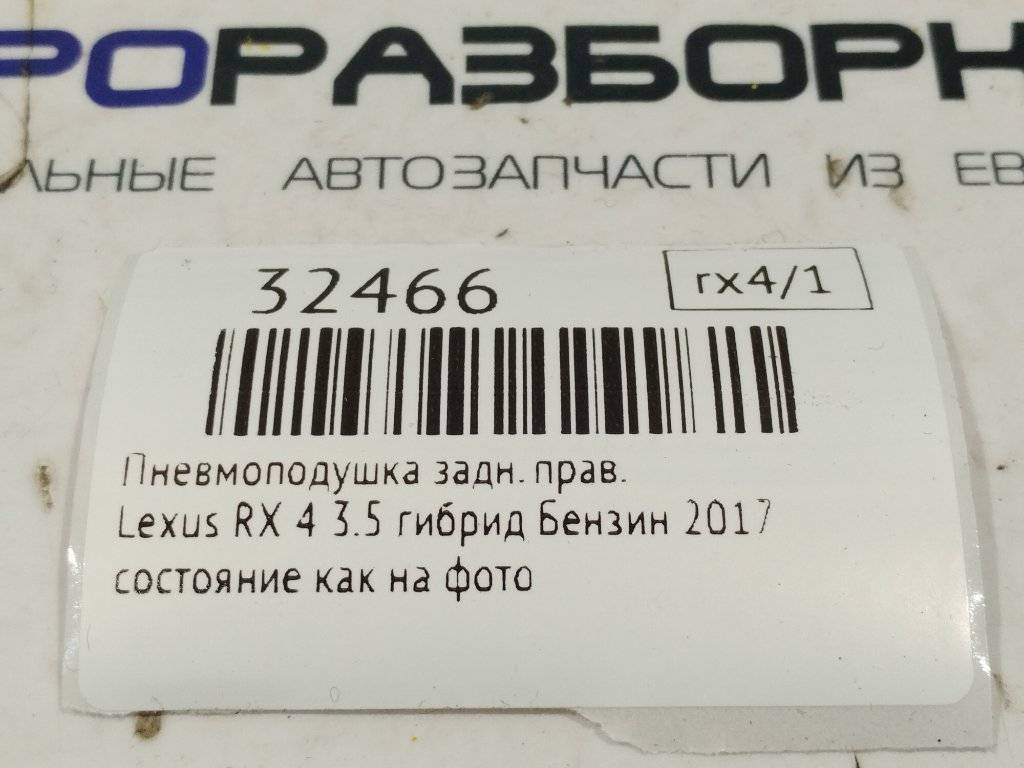 РОРАЗБОРК
ЛЬНЫЕ АВТОЗАПЧАСТИ ИЗ ЕВ
32466 rx4/1
Пневмоподушка задн. прав.
Lexus RX 4 3.5 гибрид Бензин 2017
состояние как на фото